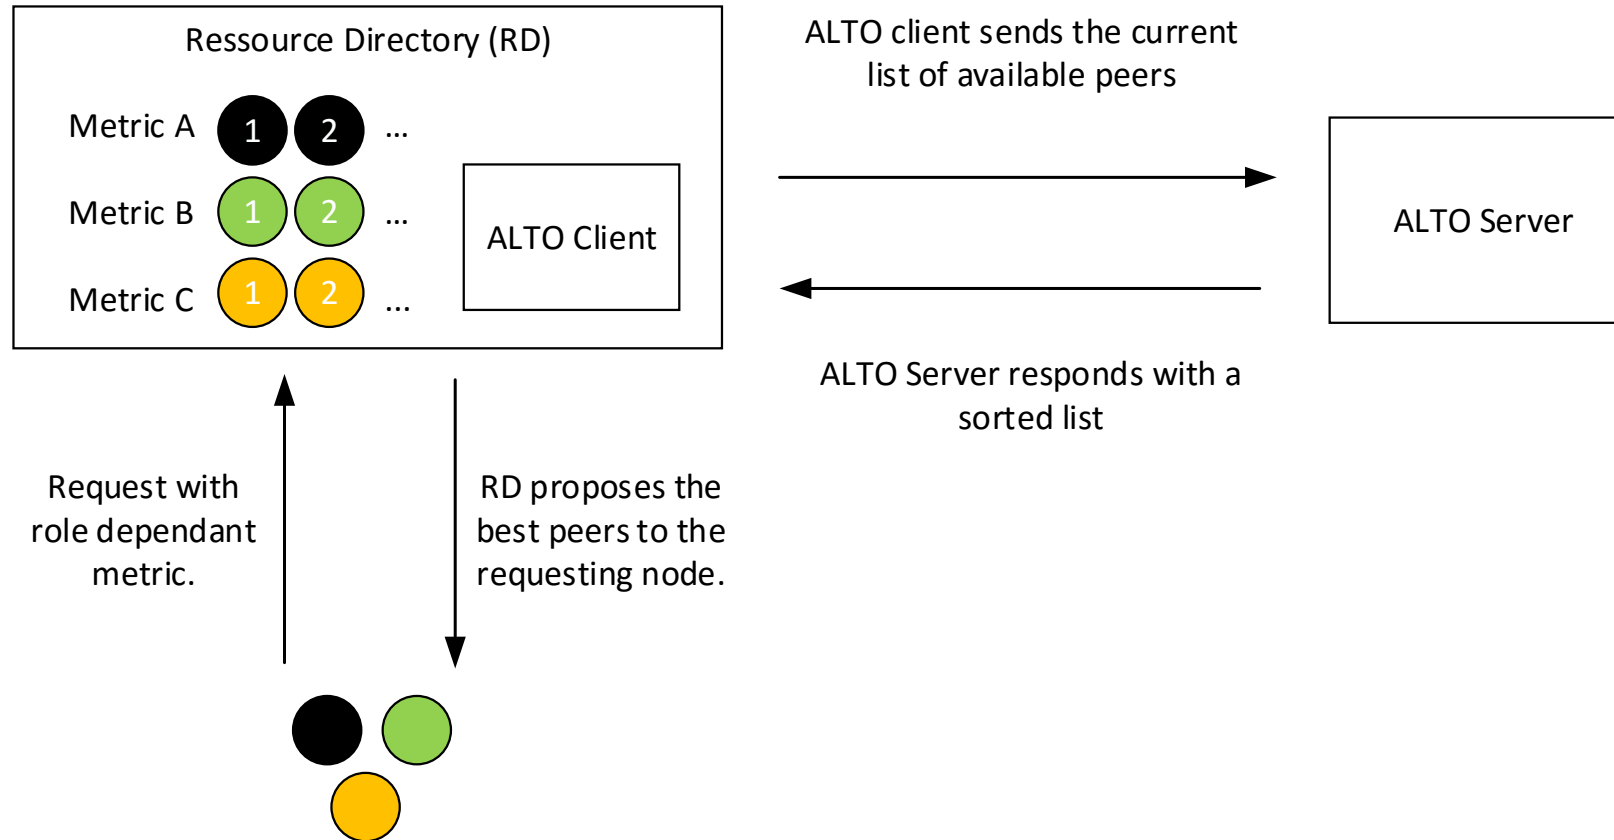 Ressource Directory (RD)
Metric A 1 2 ...
Metric B 1 2 ...
Metric C 1 2 ...
ALTO Client
ALTO client sends the current
list of available peers
ALTO Server
ALTO Server responds with a
sorted list
Request with
role dependant
metric.
RD proposes the
best peers to the
requesting node.